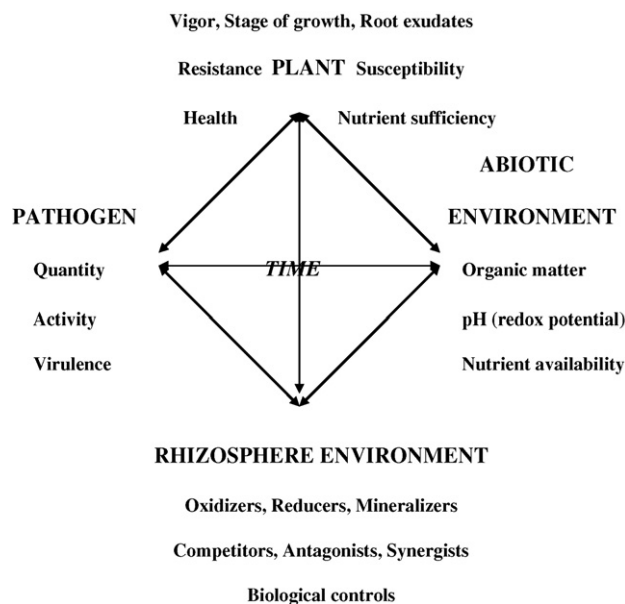 Vigor, Stage of growth, Root exudates
Resistance PLANT Susceptibility
Health Nutrient sufficiency
ABIOTIC
PATHOGEN ENVIRONMENT
Quantity TIME Organic matter
Activity pH (redox potential)
Virulence Nutrient availability
RHIZOSPHERE ENVIRONMENT
Oxidizers, Reducers, Mineralizers
Competitors, Antagonists, Synergists
Biological controls